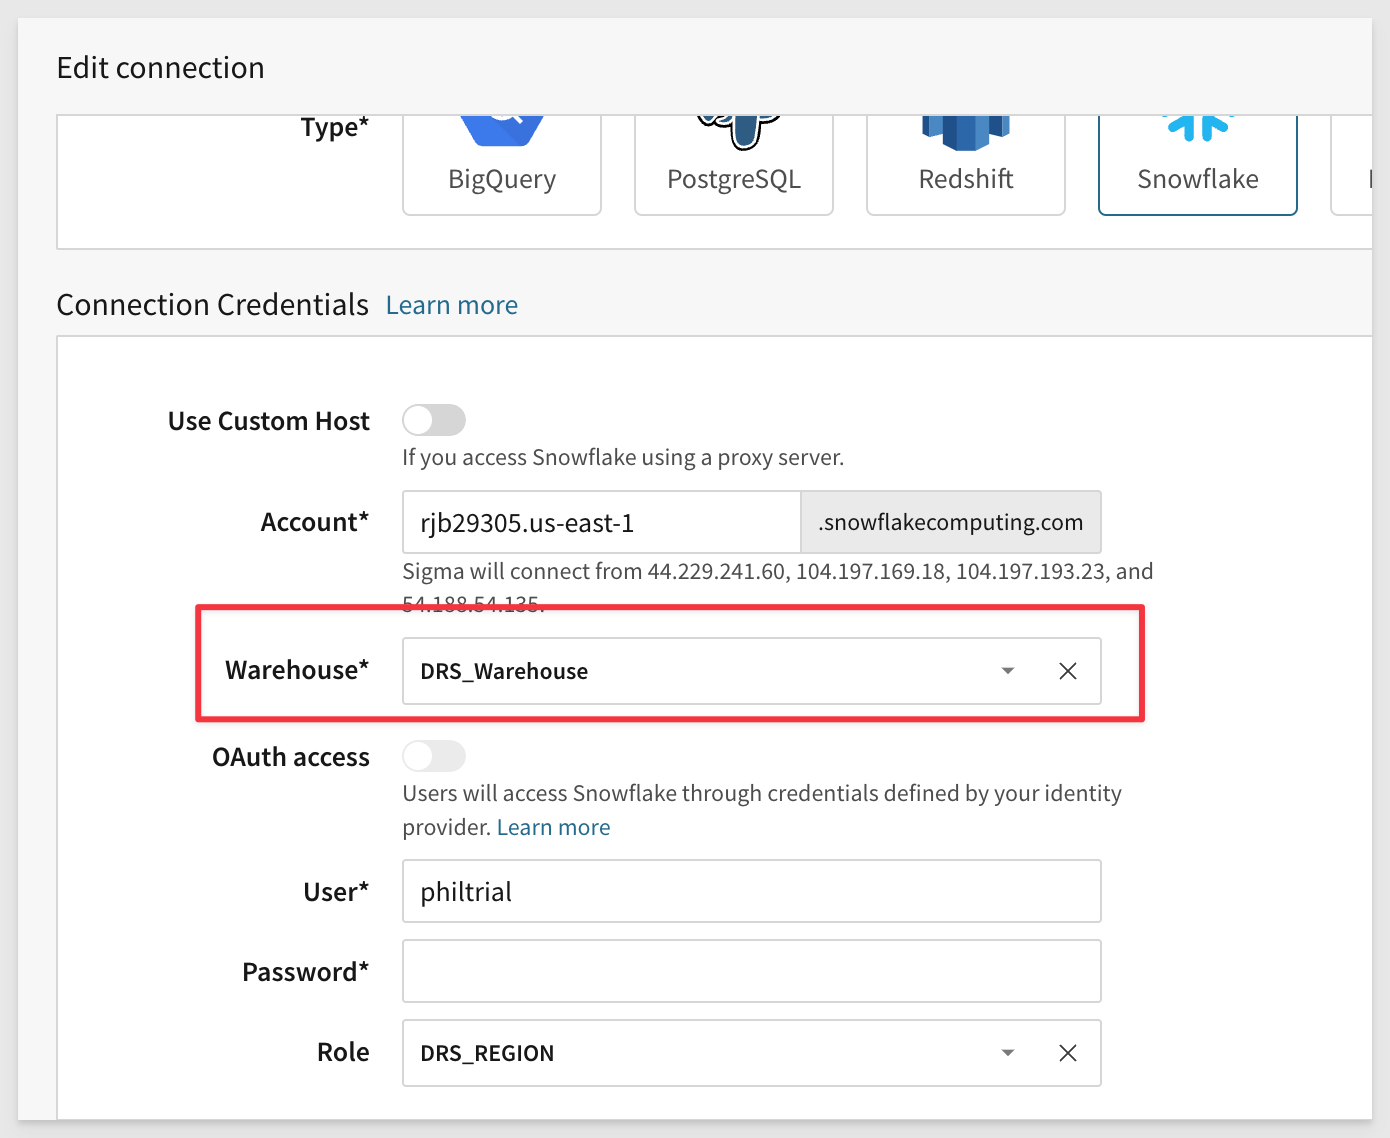 Edit connection
Type*
BigQuery
PostgreSQL
Redshift
Snowflake
Connection Credentials Learn more
Use Custom Host
If you access Snowflake using a proxy server.
Account* rjb29305.us-east-1 .snowflakecomputing.com
Sigma will connect from 44.229.241.60, 104.197.169.18, 104.197.193.23, and
54.188.54.135.
Warehouse* DRS_Warehouse
OAuth access
Users will access Snowflake through credentials defined by your identity
provider. Learn more
User* philtrial
Password*
Role DRS_REGION